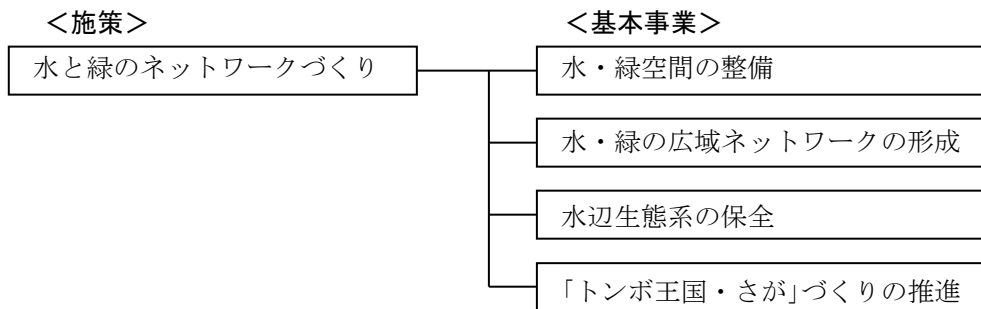 ＜施策＞
＜基本事業＞
水と緑のネットワークづくり
水・緑空間の整備
水・緑の広域ネットワークの形成
水辺生態系の保全
「トンボ王国・さが」づくりの推進